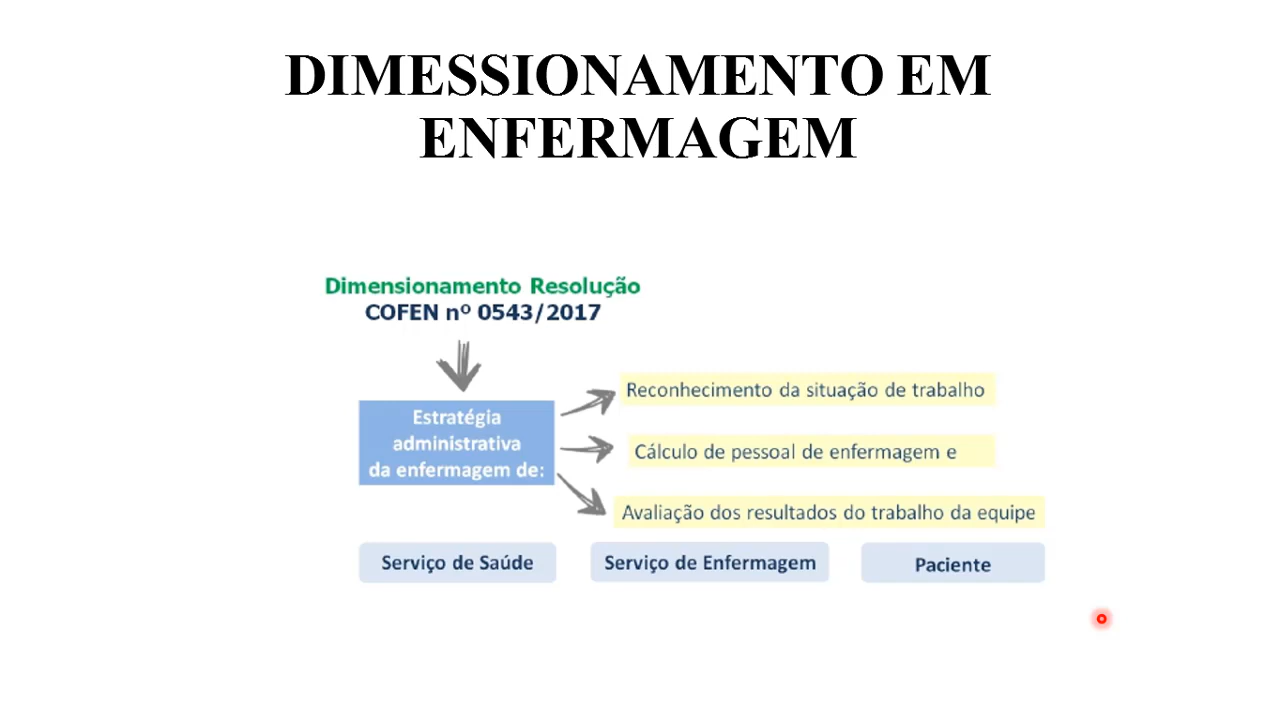 DIMESSIONAMENTO EM
ENFERMAGEM
Dimensionamento Resolução
COFEN nº 0543/2017
Estratégia
administrativa
da enfermagem de:
Reconhecimento da situação de trabalho
Cálculo de pessoal de enfermagem e
Avaliação dos resultados do trabalho da equipe
Serviço de Saúde
Serviço de Enfermagem
Paciente